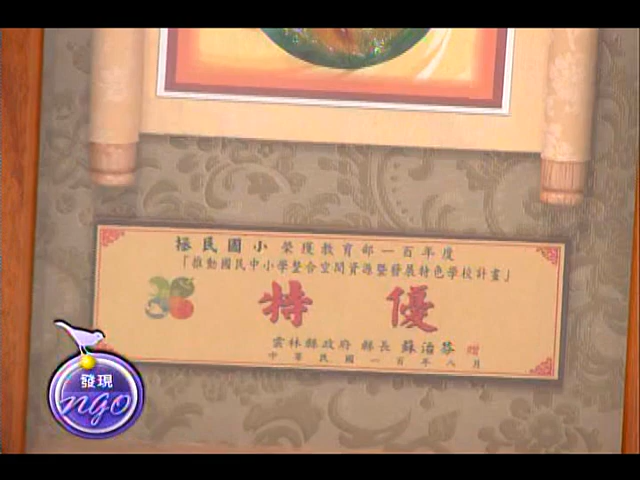 拯民國小 榮獲教育部一百年度
「推動國民中小學整合空間資源暨發展特色學校計畫」
特優
雲林縣政府 縣長 蘇治芬 贈
中華民國一百年八月
發現
ngo